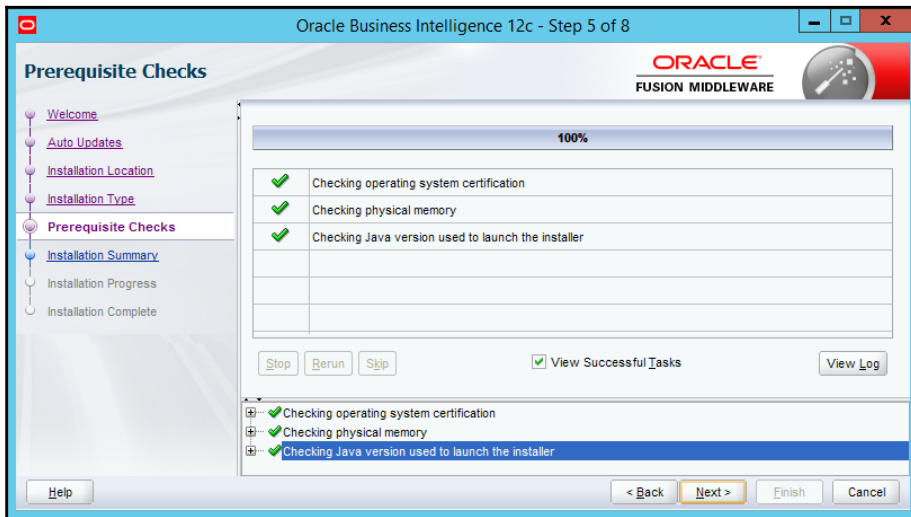 Oracle Business Intelligence 12c - Step 5 of 8
Prerequisite Checks
ORACLE
FUSION MIDDLEWARE
Welcome
Auto Updates
Installation Location
Installation Type
Prerequisite Checks
Installation Summary
Installation Progress
Installation Complete
100%
Checking operating system certification
Checking physical memory
Checking Java version used to launch the installer
Stop Rerun Skip View Successful Tasks View Log
Checking operating system certification
Checking physical memory
Checking Java version used to launch the installer
Help < Back Next > Finish Cancel